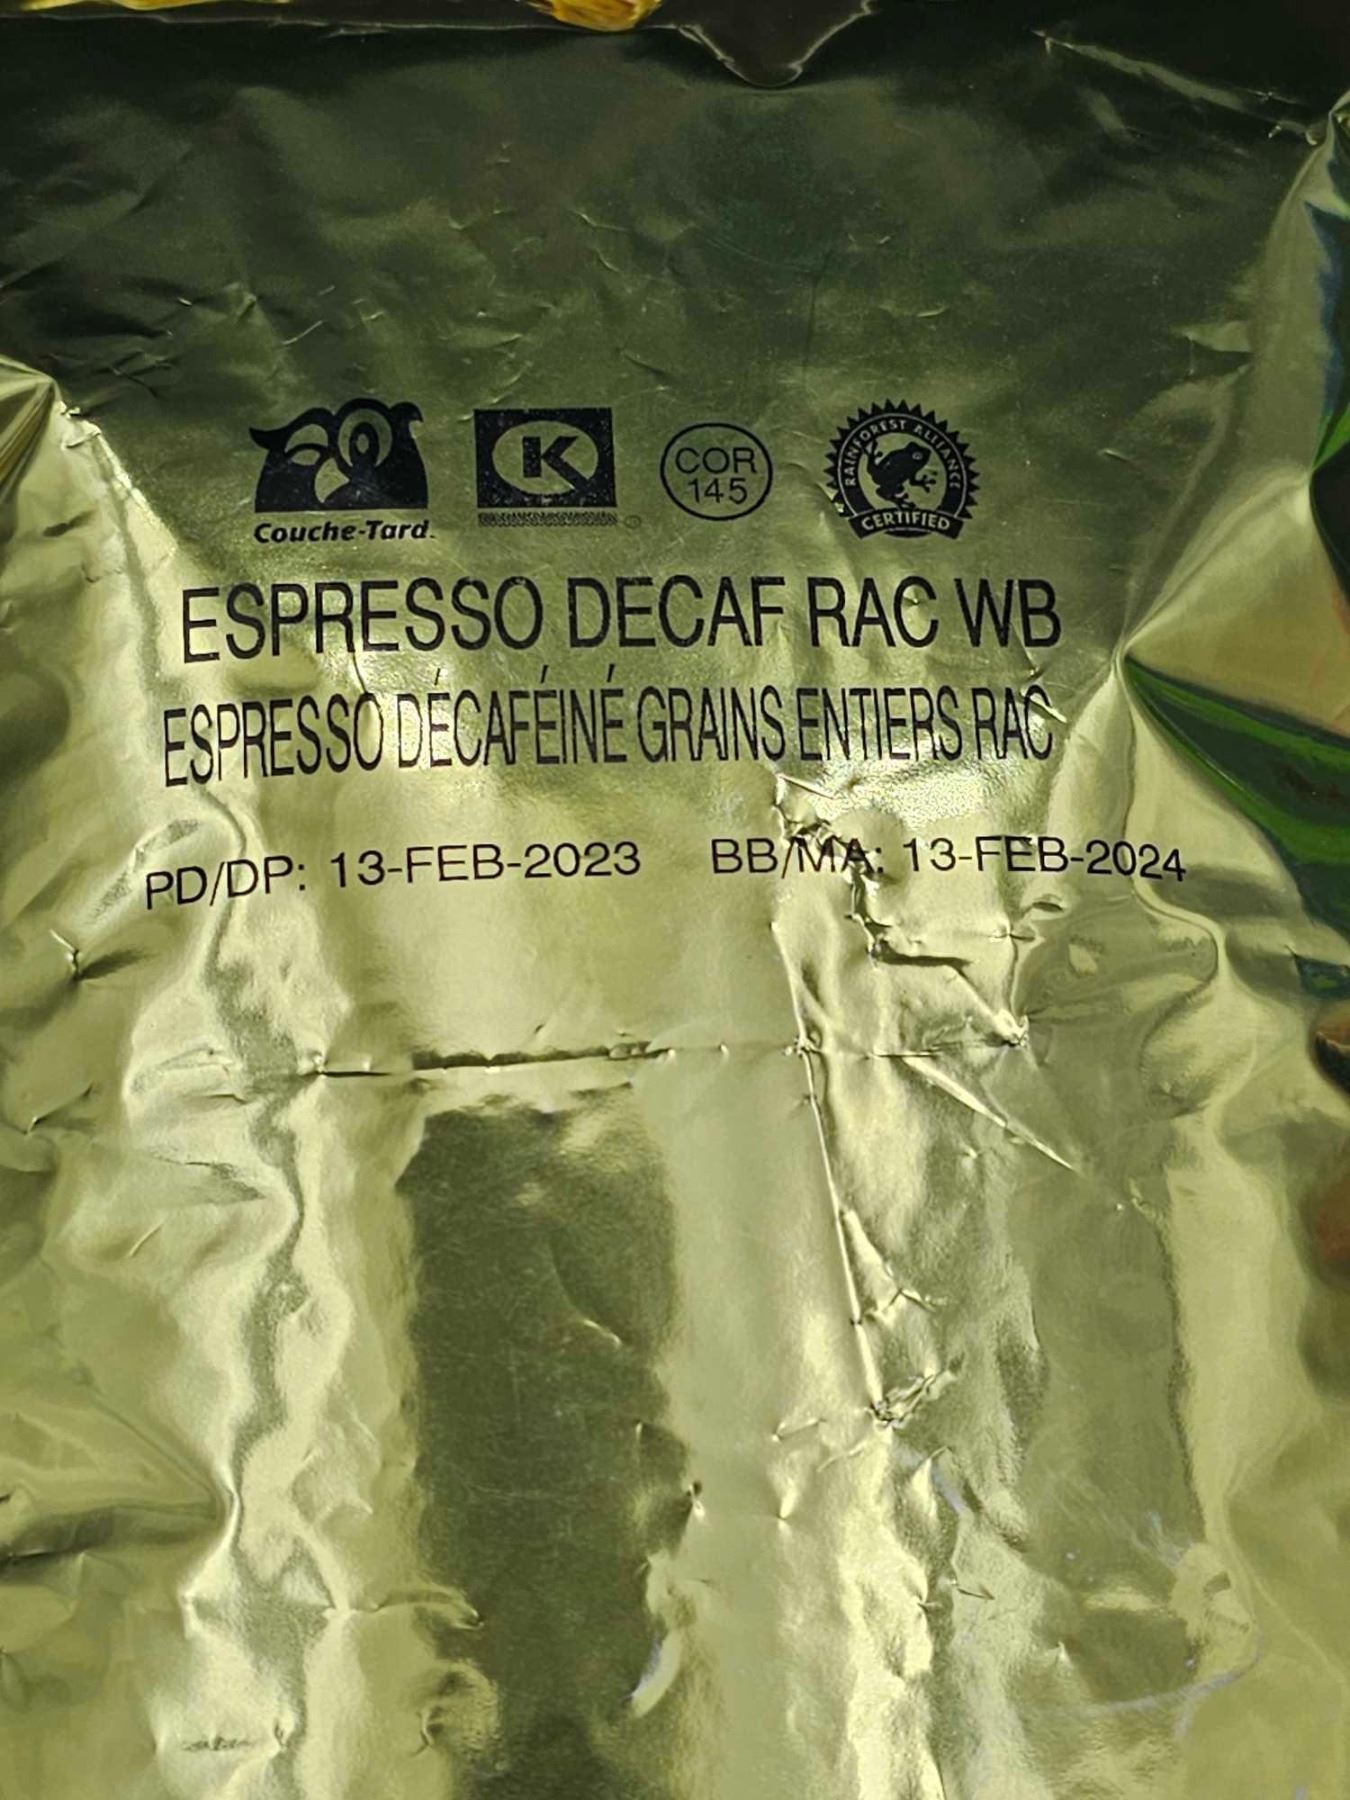 Couche-Tard.
K
COR
145
RAINFOREST ALLIANCE
CERTIFIED
ESPRESSO DECAF RAC WB
ESPRESSO DÉCAFÉINÉ GRAINS ENTIERS RAC
PD/DP: 13-FEB-2023 BB/MA: 13-FEB-2024